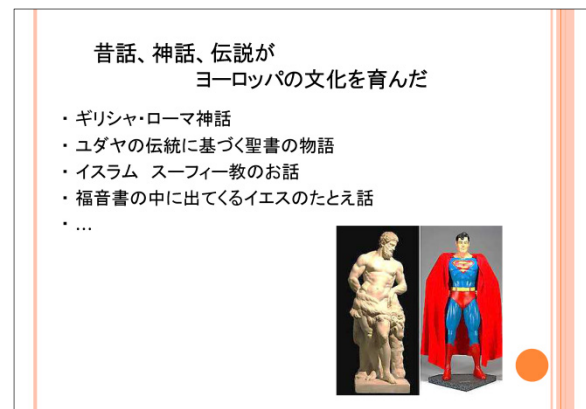 昔話、神話、伝説が
ヨーロッパの文化を育んだ
・ ギリシャ・ローマ神話
・ ユダヤの伝統に基づく聖書の物語
・ イスラム　スーフィー教のお話
・ 福音書の中に出てくるイエスのたとえ話
・ …